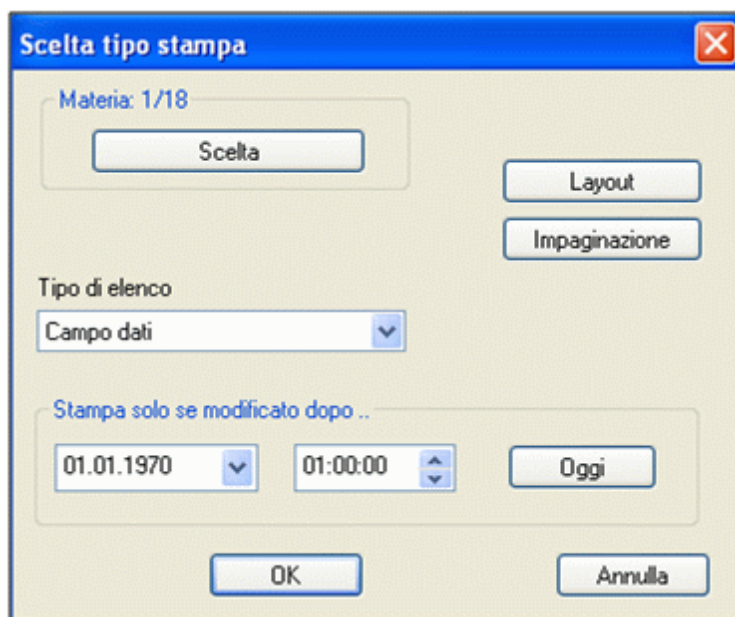 Scelta tipo stampa
Materia: 1/18
Scelta
Layout
Impaginazione
Tipo di elenco
Campo dati
Stampa solo se modificato dopo ..
01.01.1970
01:00:00
Oggi
OK
Annulla